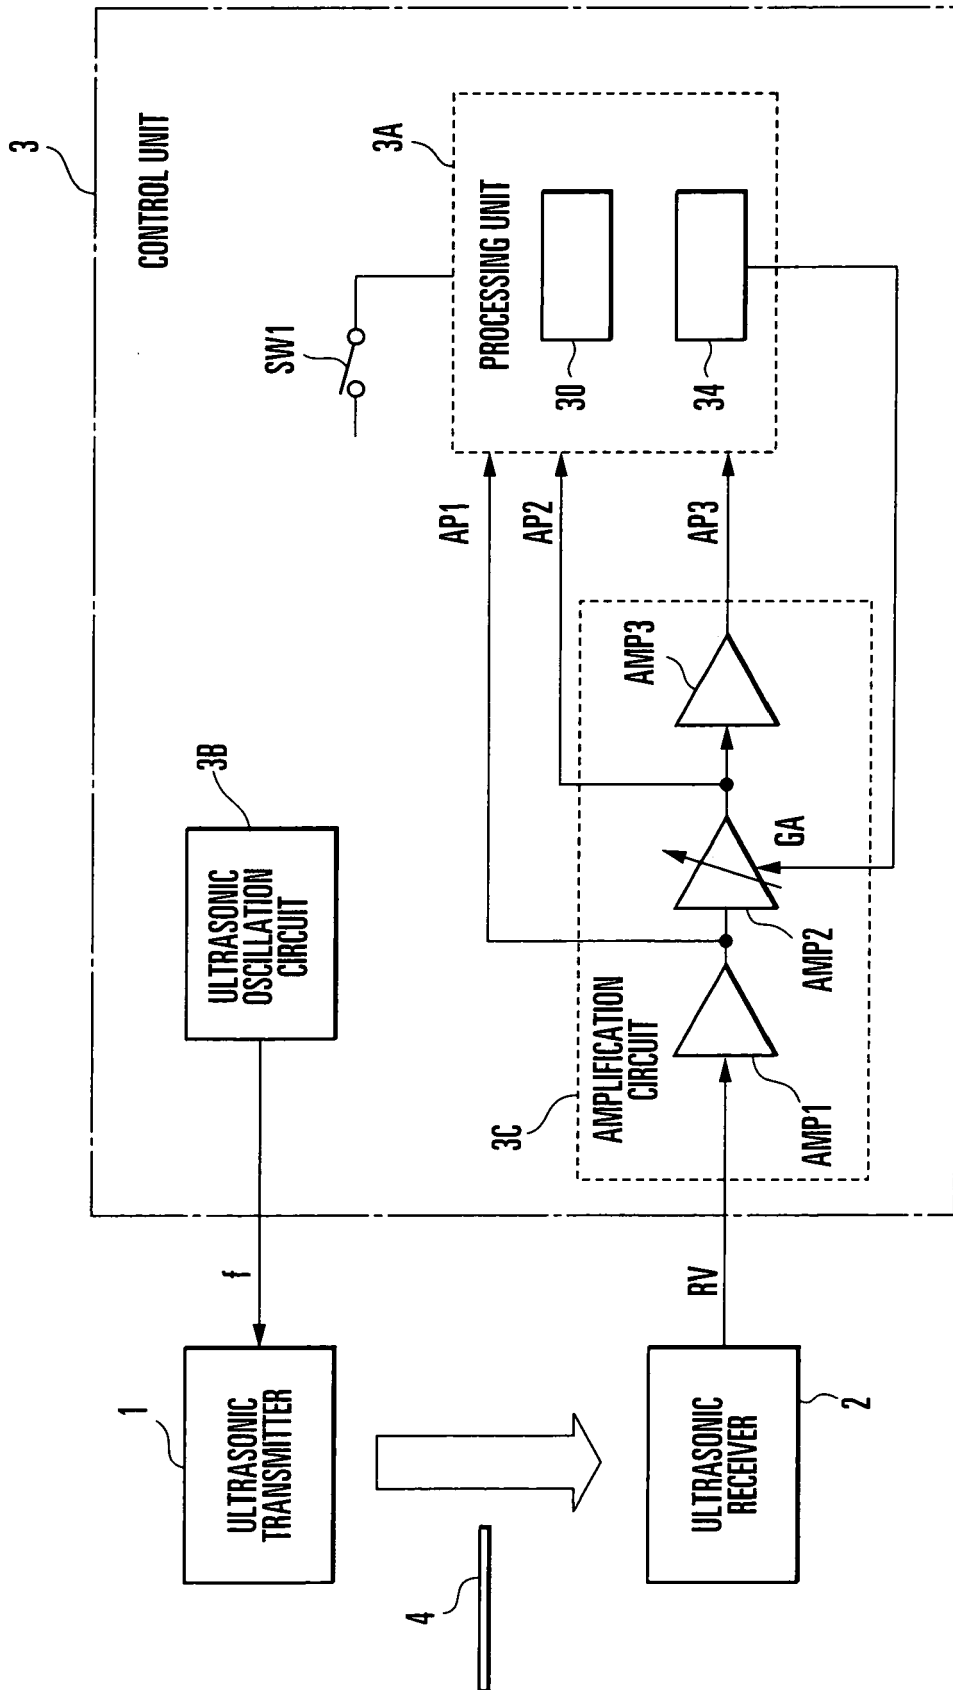 3
CONTROL UNIT
1
ULTRASONIC
TRANSMITTER
f
ULTRASONIC
OSCILLATION
CIRCUIT
3B
SW1
3A
PROCESSING UNIT
30
34
4
AP1
AP2
AP3
3C
AMPLIFICATION
CIRCUIT
AMP3
GA
AMP2
AMP1
RV
ULTRASONIC
RECEIVER
2